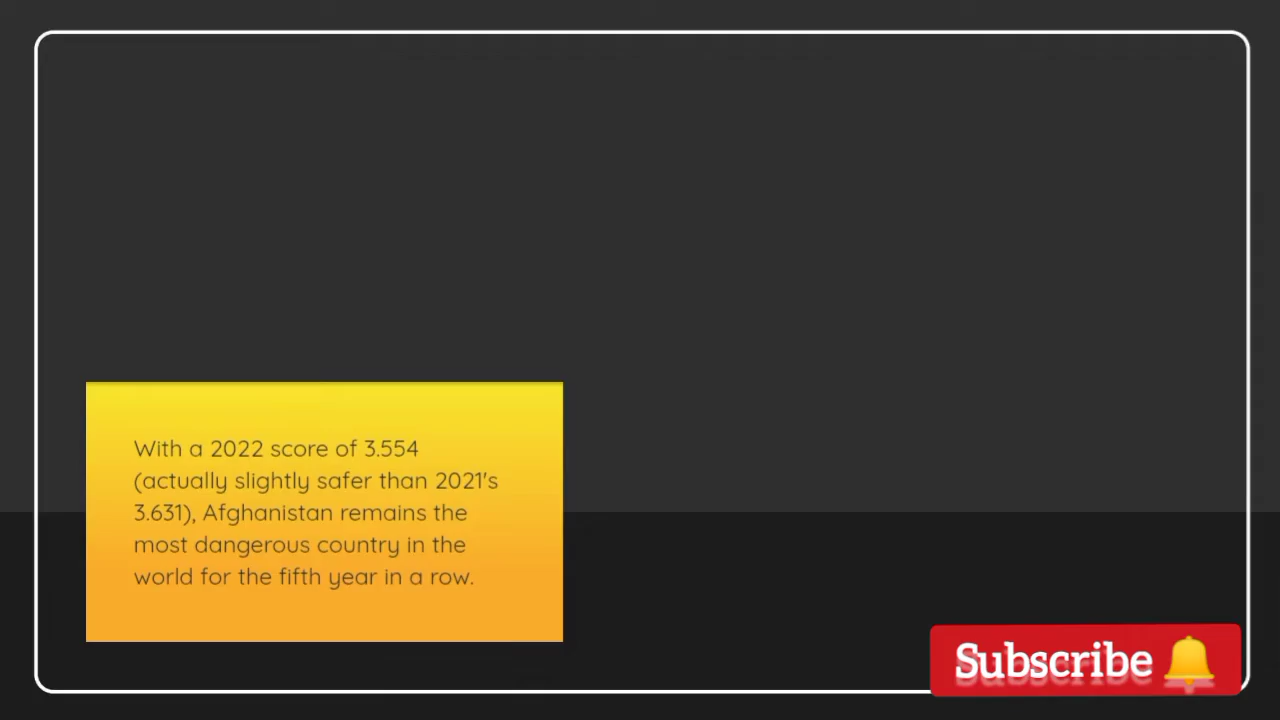 With a 2022 score of 3.554
(actually slightly safer than 2021's
3.631), Afghanistan remains the
most dangerous country in the
world for the fifth year in a row.
Subscribe